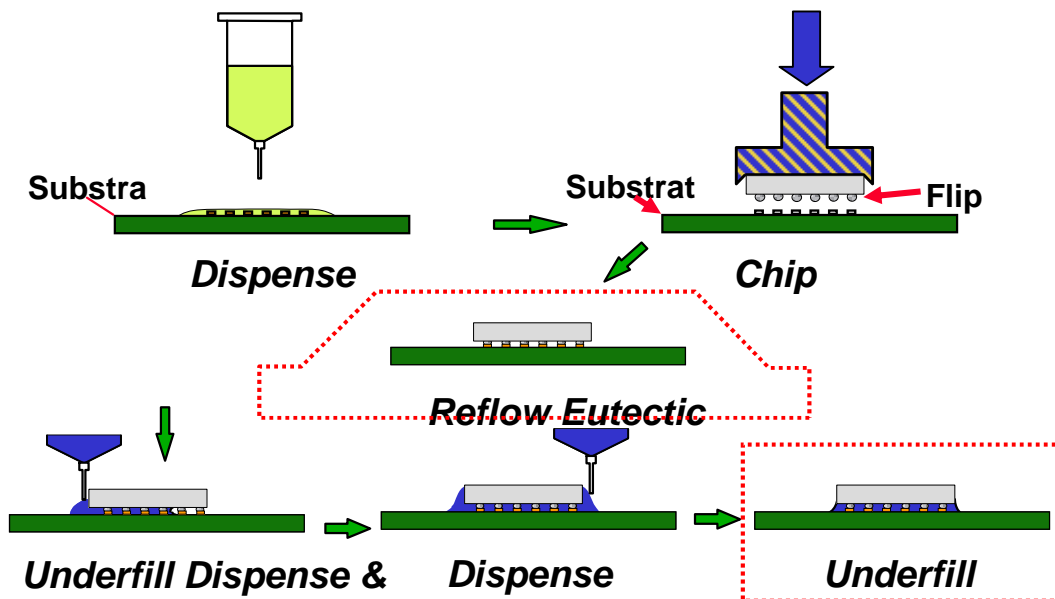 Substra
Substrat
Flip
Dispense
Chip
Reflow Eutectic
Underfill Dispense &
Dispense
Underfill